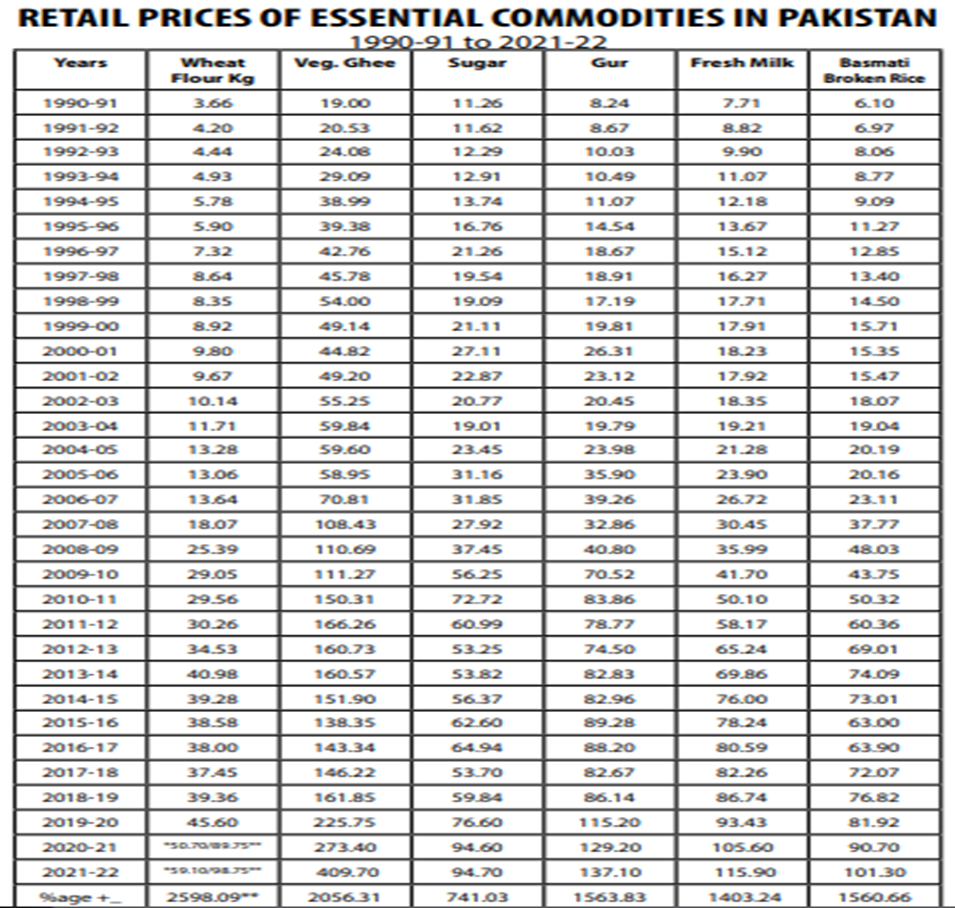 RETAIL PRICES OF ESSENTIAL COMMODITIES IN PAKISTAN
1990-91 to 2021-22
Years Wheat Flour Kg Veg. Ghee Sugar Gur Fresh Milk Basmati Broken Rice
1990-91 3.66 19.00 11.26 8.24 7.71 6.10
1991-92 4.20 20.53 11.62 8.67 8.82 6.97
1992-93 4.44 24.08 12.29 10.03 9.90 8.06
1993-94 4.93 29.09 12.91 10.49 11.07 8.77
1994-95 5.78 38.99 13.74 11.07 12.18 9.09
1995-96 5.90 39.38 16.76 14.54 13.67 11.27
1996-97 7.32 42.76 21.26 18.67 15.12 12.85
1997-98 8.64 45.78 19.54 18.91 16.27 13.40
1998-99 8.35 54.00 19.09 17.19 17.71 14.50
1999-00 8.92 49.14 21.11 19.81 17.91 15.71
2000-01 9.80 44.82 27.11 26.31 18.23 15.35
2001-02 9.67 49.20 22.87 23.12 17.92 15.47
2002-03 10.14 55.25 20.77 20.45 18.35 18.07
2003-04 11.71 59.84 19.01 19.79 19.21 19.04
2004-05 13.28 59.60 23.45 23.98 21.28 20.19
2005-06 13.06 58.95 31.16 35.90 23.90 20.16
2006-07 13.64 70.81 31.85 39.26 26.72 23.11
2007-08 18.07 108.43 27.92 32.86 30.45 37.77
2008-09 25.39 110.69 37.45 40.80 35.99 48.03
2009-10 29.05 111.27 56.25 70.52 41.70 43.75
2010-11 29.56 150.31 72.72 83.86 50.10 50.32
2011-12 30.26 166.26 60.99 78.77 58.17 60.36
2012-13 34.53 160.73 53.25 74.50 65.24 69.01
2013-14 40.98 160.57 53.82 82.83 69.86 74.09
2014-15 39.28 151.90 56.37 82.96 76.00 73.01
2015-16 38.58 138.35 62.60 89.28 78.24 63.00
2016-17 38.00 143.34 64.94 88.20 80.59 63.90
2017-18 37.45 146.22 53.70 82.67 82.26 72.07
2018-19 39.36 161.85 59.84 86.14 86.74 76.82
2019-20 45.60 225.75 76.60 115.20 93.43 81.92
2020-21 *50.70/89.75** 273.40 94.60 129.20 105.60 90.70
2021-22 *59.10/98.75** 409.70 94.70 137.10 115.90 101.30
%age +_ 2598.09** 2056.31 741.03 1563.83 1403.24 1560.66